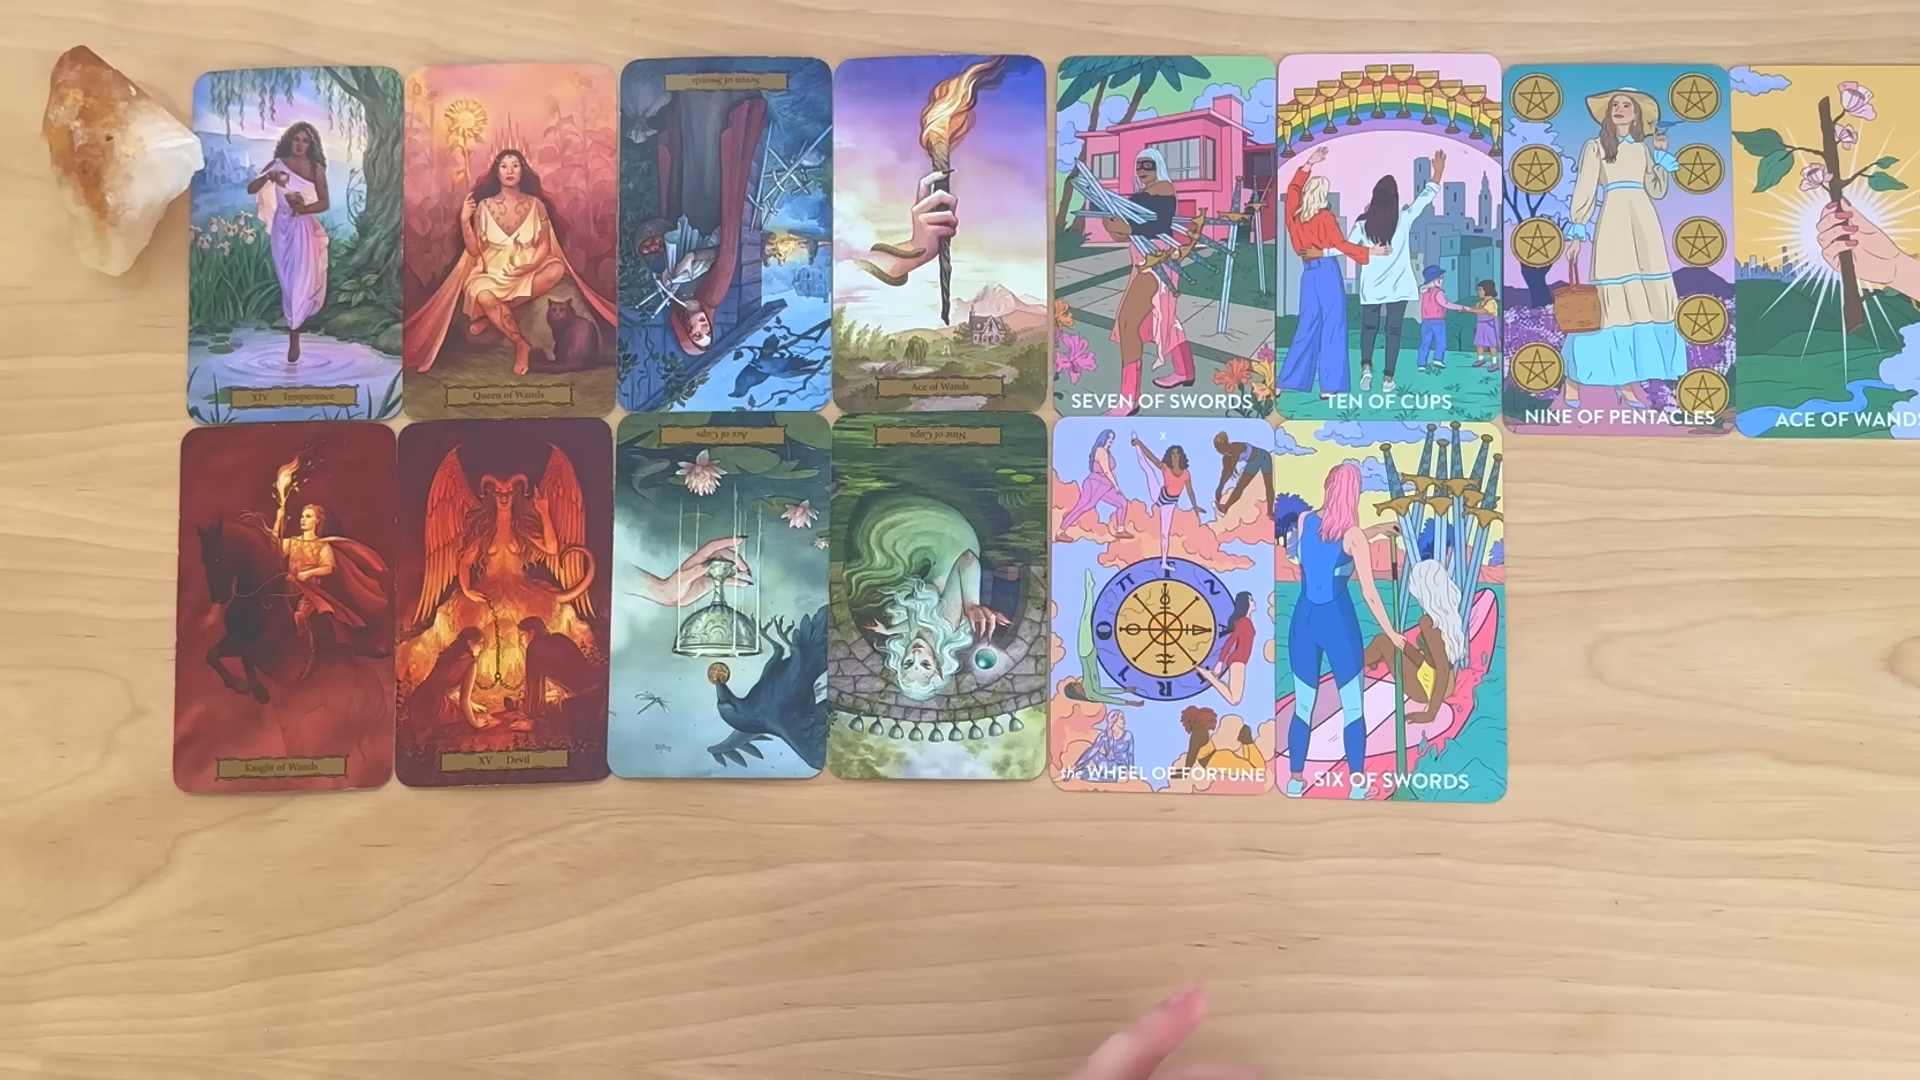 Seven of Swords
XIV Temperance
Queen of Wands
Ace of Wands
SEVEN OF SWORDS
TEN OF CUPS
NINE OF PENTACLES
ACE OF WANDS
Ace of Cups
Nine of Cups
X
Knight of Wands
XV Devil
the WHEEL OF FORTUNE
SIX OF SWORDS